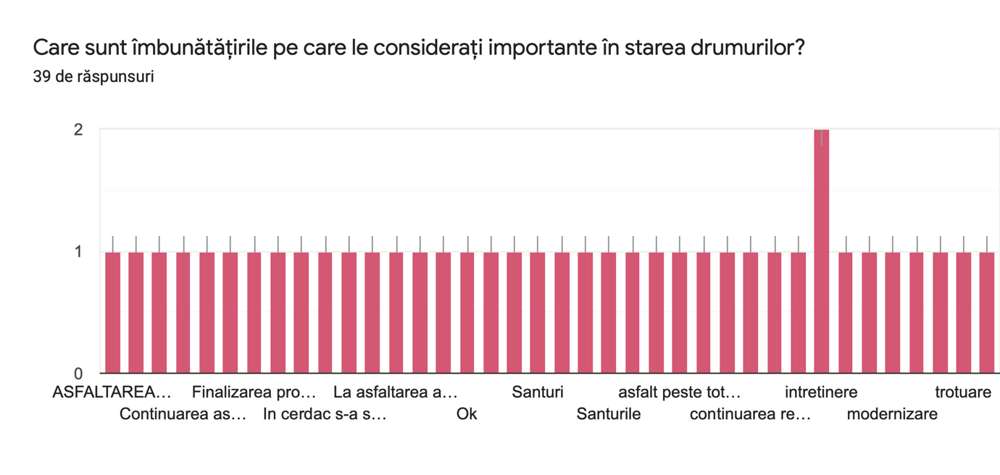 Care sunt îmbunătățirile pe care le considerați importante în starea drumurilor?
39 de răspunsuri
2
1
0
ASFALTAREA… Finalizarea pro… La asfaltarea a… Santuri asfalt peste tot… intretinere trotuare
Continuarea as… In cerdac s-a s… Ok Santurile continuarea re… modernizare